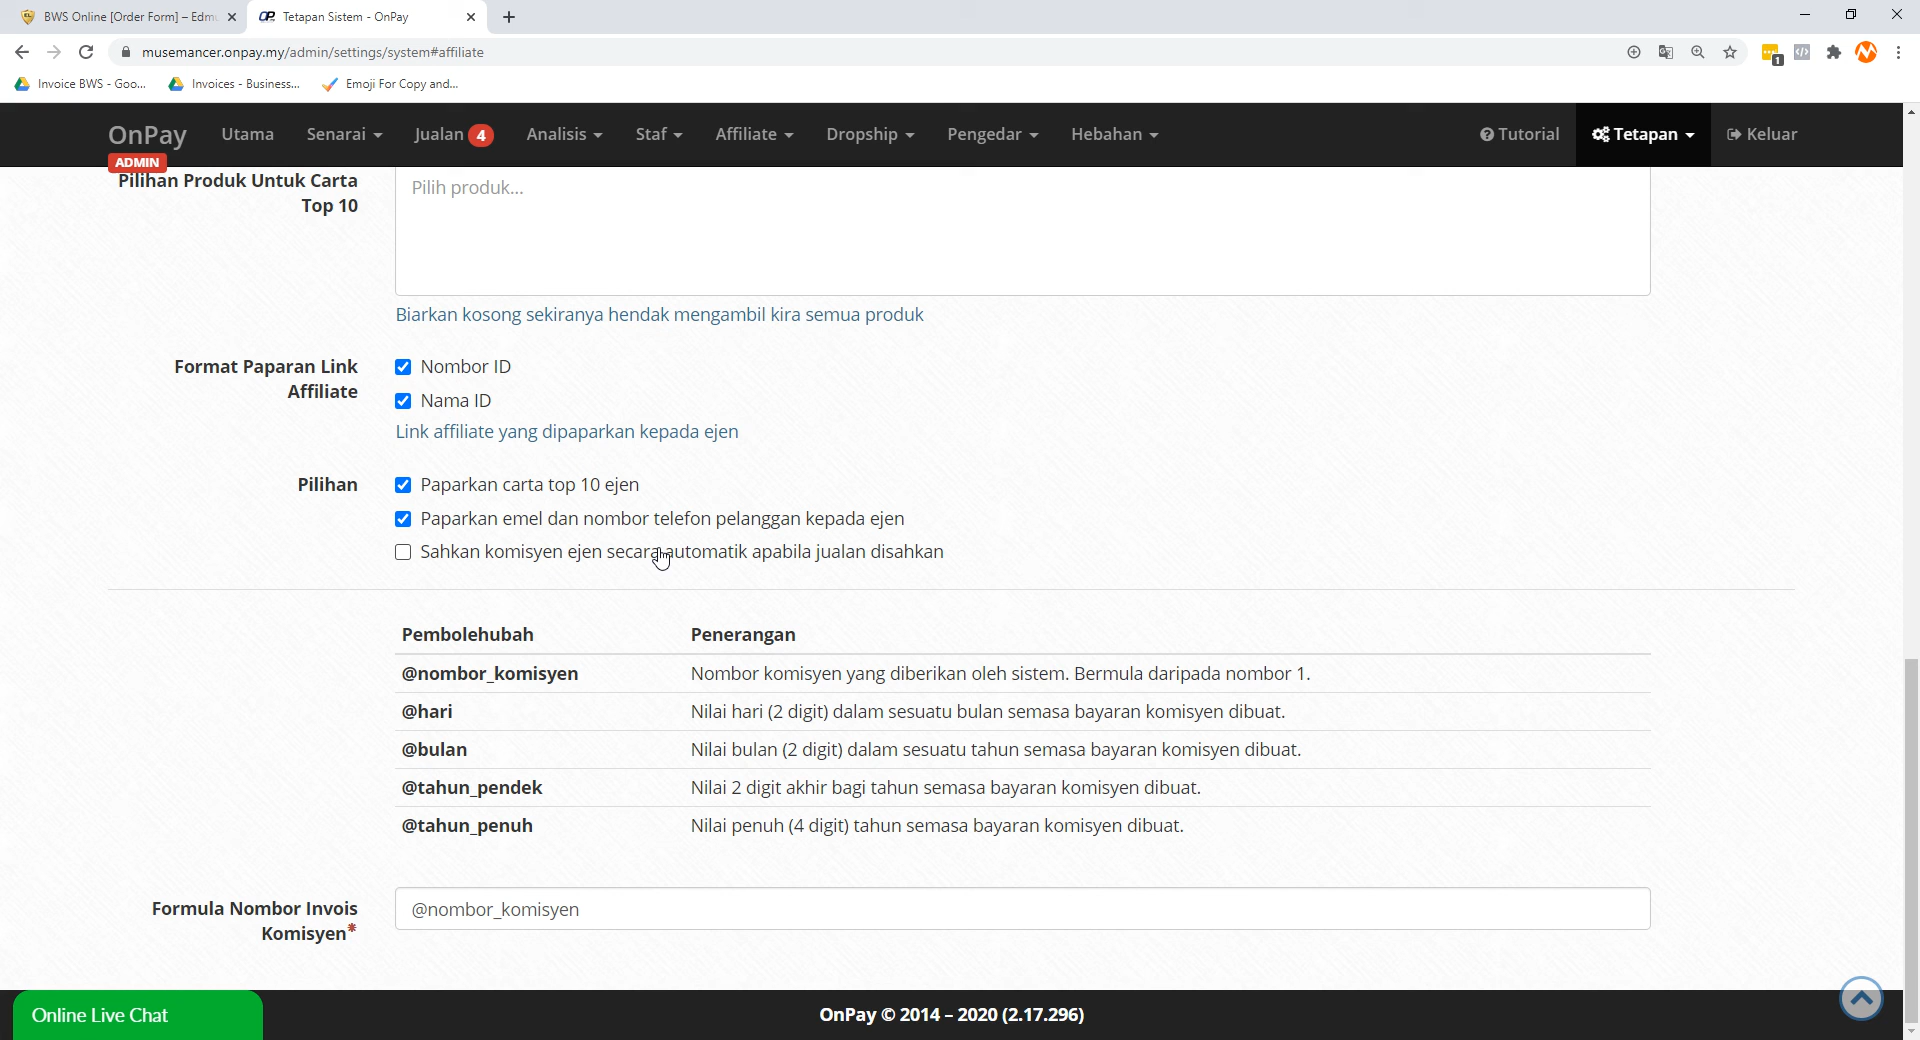 BWS Online [Order Form] – Edmu
Tetapan Sistem - OnPay
musemancer.onpay.my/admin/settings/system#affiliate
1
Invoice BWS - Goo...
Invoices - Business...
Emoji For Copy and...
OnPay
ADMIN
Utama
Senarai
Jualan 4
Analisis
Staf
Affiliate
Dropship
Pengedar
Hebahan
Tutorial
Tetapan
Keluar
Pilihan Produk Untuk Carta
Top 10
Pilih produk...
Biarkan kosong sekiranya hendak mengambil kira semua produk
Format Paparan Link
Affiliate
Nombor ID
Nama ID
Link affiliate yang dipaparkan kepada ejen
Pilihan
Paparkan carta top 10 ejen
Paparkan emel dan nombor telefon pelanggan kepada ejen
Sahkan komisyen ejen secara automatik apabila jualan disahkan
Pembolehubah Penerangan
@nombor_komisyen Nombor komisyen yang diberikan oleh sistem. Bermula daripada nombor 1.
@hari Nilai hari (2 digit) dalam sesuatu bulan semasa bayaran komisyen dibuat.
@bulan Nilai bulan (2 digit) dalam sesuatu tahun semasa bayaran komisyen dibuat.
@tahun_pendek Nilai 2 digit akhir bagi tahun semasa bayaran komisyen dibuat.
@tahun_penuh Nilai penuh (4 digit) tahun semasa bayaran komisyen dibuat.
Formula Nombor Invois
Komisyen*
@nombor_komisyen
Online Live Chat
OnPay © 2014 – 2020 (2.17.296)